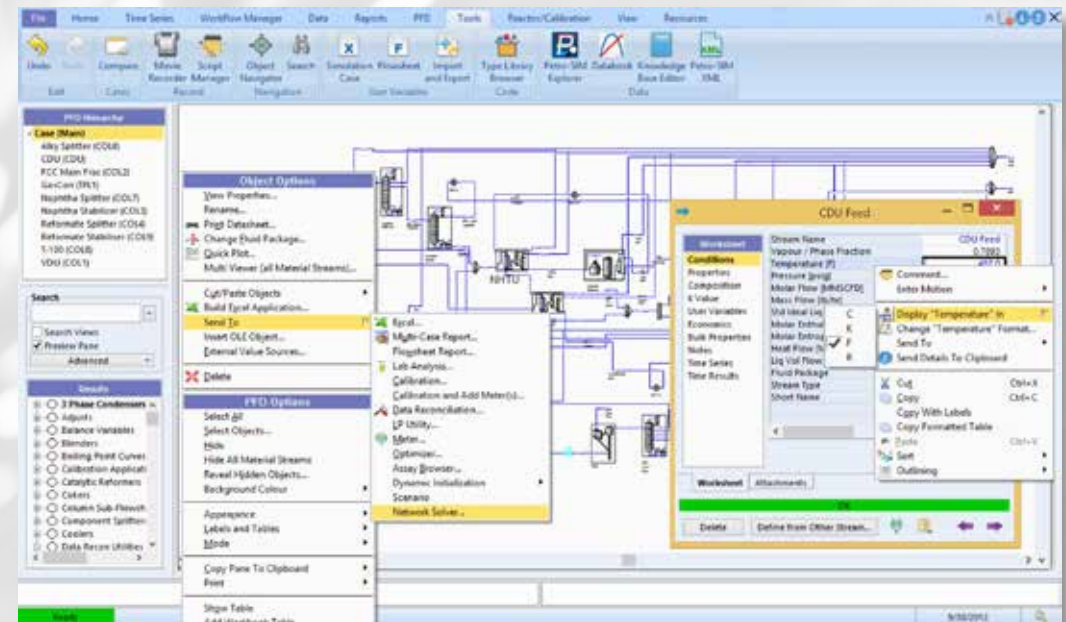 File Home Time Series Workflow Manager Data Reports PFD Tools Reactor/Calibration View Resources
Undo Compare Movie Recorder Script Manager Object Navigator Search Simulation Case Flowsheet Import and Export Type Library Browser Petro-SIM Explorer Databook Knowledge Base Editor Petro-SIM XML
Edit Cases Record Navigation User Variables Code Data
PFD Hierarchy
Case (Main)
Alky Splitter (COL6)
CDU (CDU)
FCC Main Frac (COL2)
GasCon (TPL1)
Naphtha Splitter (COL7)
Naphtha Stabiliser (COL3)
Reformate Splitter (COL4)
Reformate Stabiliser (COL9)
T-100 (COL8)
VDU (COL1)
Search
Search Views
Preview Pane
Advanced
Results
3 Phase Condensers
Adjusts
Balance Variables
Blenders
Boiling Point Curves
Calibration Applicati
Catalytic Reformers
Cokers
Column Sub-Flowsh
Component Splitters
Coolers
Data Recon Utilities
Ready
Object Options
View Properties...
Rename...
Print Datasheet...
Change Fluid Package...
Quick Plot...
Multi Viewer (all Material Streams)...
Cut/Paste Objects
Build Excel Application...
Send To
Insert OLE Object...
External Value Sources...
Delete
PFD Options
Select All
Select Objects...
Hide
Hide All Material Streams
Reveal Hidden Objects...
Background Colour
Appearance
Labels and Tables
Mode
Copy Pane To Clipboard
Print
Show Table
Add Workbook Table
Excel...
Multi-Case Report...
Flowsheet Report...
Lab Analysis...
Calibration...
Calibration and Add Meter(s)...
Data Reconciliation...
LP Utility...
Meter...
Optimizer...
Assay Browser...
Dynamic Initialization
Scenario
Network Solver...
NHTU
CDU Feed
Worksheet
Conditions
Properties
Composition
K Value
User Variables
Economics
Bulk Properties
Notes
Time Series
Time Results
Stream Name CDU Feed
Vapour / Phase Fraction
Temperature [F]
Pressure [psig]
Molar Flow [MMSCFD]
Mass Flow [lb/hr]
Std Ideal Liq
Molar Enthal
Molar Entrop
Heat Flow
Liq Vol Flow
Fluid Package
Stream Type
Short Name
C
K
F
R
Comment...
Enter Motion
Display "Temperature" In
Change "Temperature" Format...
Send To
Send Details To Clipboard
Cut Ctrl+X
Copy Ctrl+C
Copy With Labels
Copy Formatted Table
Paste Ctrl+V
Sort
Outlining
Worksheet Attachments
OK
Delete Define from Other Stream...